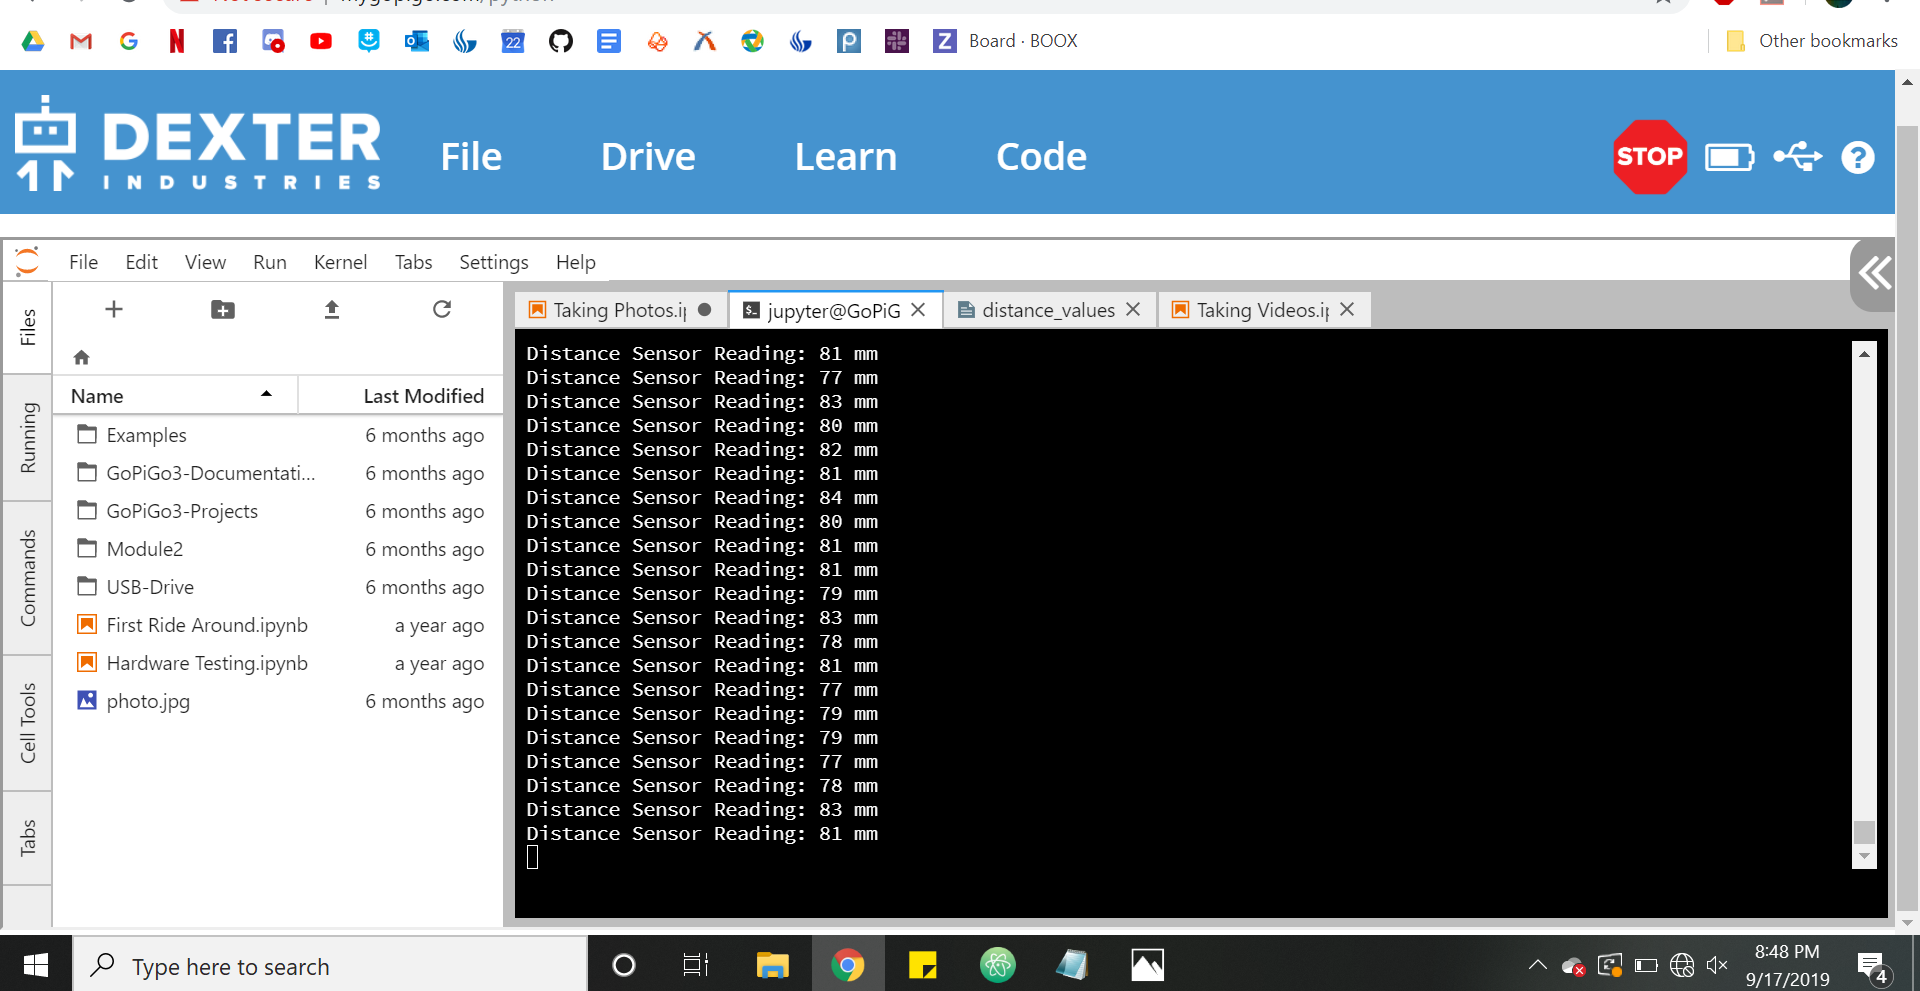 22
Board · BOOX
Other bookmarks
DEXTER
INDUSTRIES
File
Drive
Learn
Code
STOP
?
File
Edit
View
Run
Kernel
Tabs
Settings
Help
Files
Running
Commands
Cell Tools
Tabs
Name
Last Modified
Examples 6 months ago
GoPiGo3-Documentati... 6 months ago
GoPiGo3-Projects 6 months ago
Module2 6 months ago
USB-Drive 6 months ago
First Ride Around.ipynb a year ago
Hardware Testing.ipynb a year ago
photo.jpg 6 months ago
Taking Photos.ip
jupyter@GoPiG
distance_values
Taking Videos.ip
Distance Sensor Reading: 81 mm
Distance Sensor Reading: 77 mm
Distance Sensor Reading: 83 mm
Distance Sensor Reading: 80 mm
Distance Sensor Reading: 82 mm
Distance Sensor Reading: 81 mm
Distance Sensor Reading: 84 mm
Distance Sensor Reading: 80 mm
Distance Sensor Reading: 81 mm
Distance Sensor Reading: 81 mm
Distance Sensor Reading: 79 mm
Distance Sensor Reading: 83 mm
Distance Sensor Reading: 78 mm
Distance Sensor Reading: 81 mm
Distance Sensor Reading: 77 mm
Distance Sensor Reading: 79 mm
Distance Sensor Reading: 79 mm
Distance Sensor Reading: 77 mm
Distance Sensor Reading: 78 mm
Distance Sensor Reading: 83 mm
Distance Sensor Reading: 81 mm
Type here to search
8:48 PM
9/17/2019
4